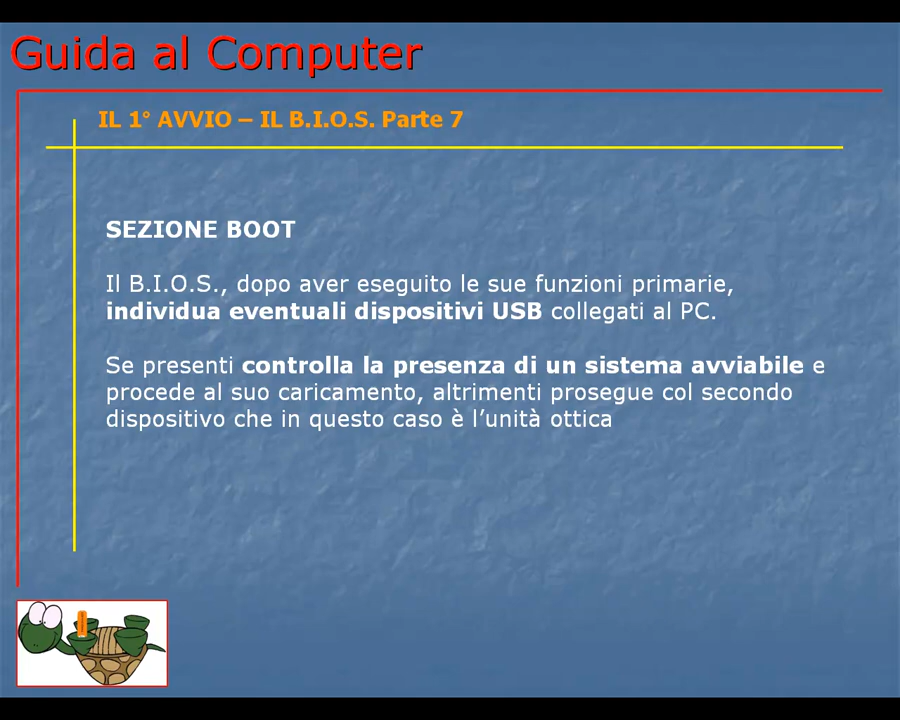 Guida al Computer
IL 1° AVVIO – IL B.I.O.S. Parte 7
SEZIONE BOOT
Il B.I.O.S., dopo aver eseguito le sue funzioni primarie,
individua eventuali dispositivi USB collegati al PC.
Se presenti controlla la presenza di un sistema avviabile e
procede al suo caricamento, altrimenti prosegue col secondo
dispositivo che in questo caso è l’unità ottica